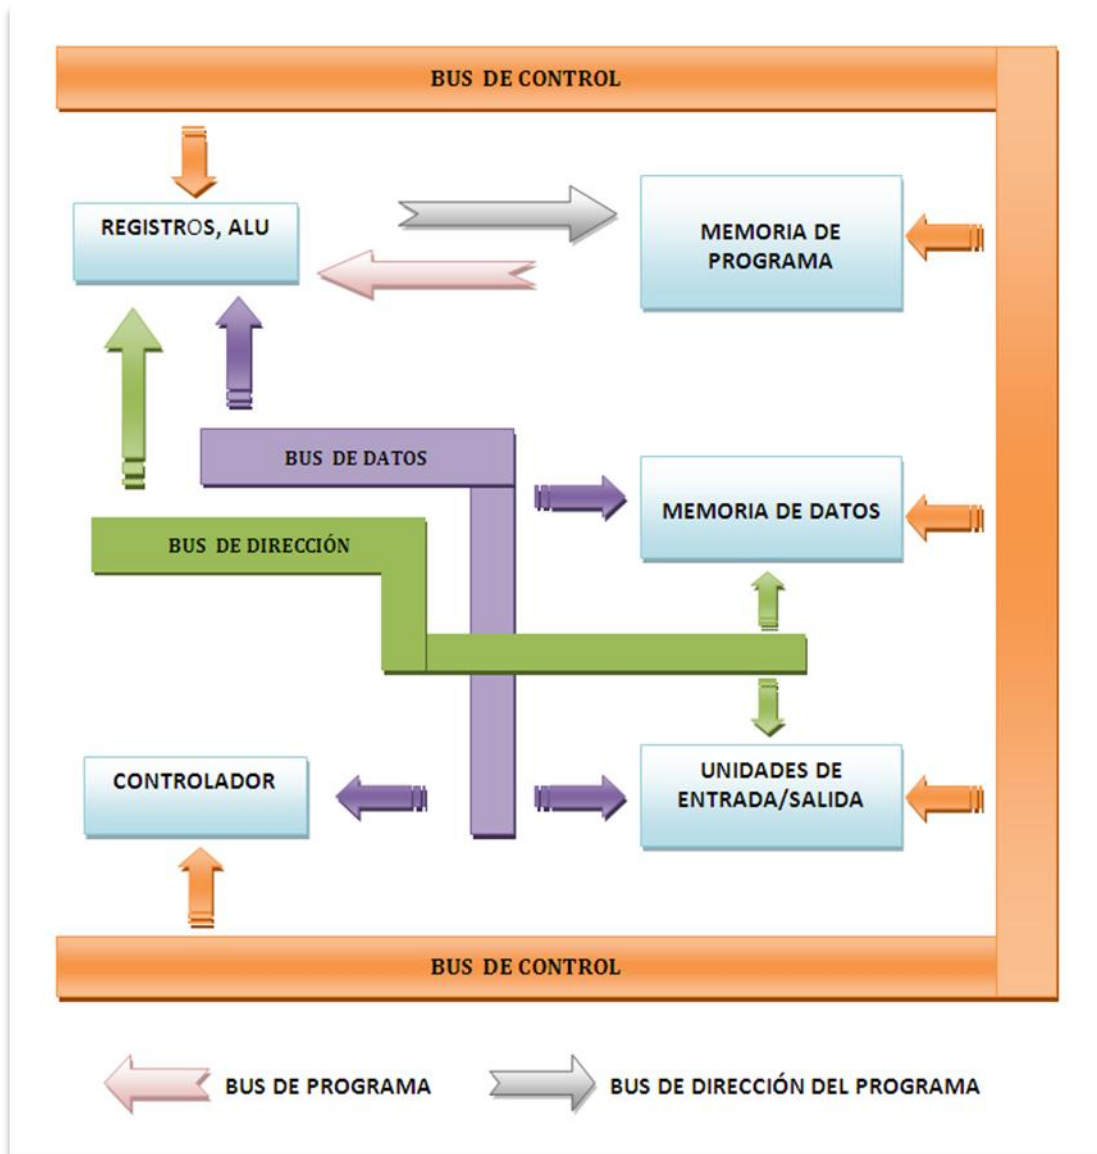 BUS DE CONTROL
REGISTROS, ALU
MEMORIA DE
PROGRAMA
BUS DE DATOS
MEMORIA DE DATOS
BUS DE DIRECCIÓN
CONTROLADOR
UNIDADES DE
ENTRADA/SALIDA
BUS DE CONTROL
BUS DE PROGRAMA
BUS DE DIRECCIÓN DEL PROGRAMA